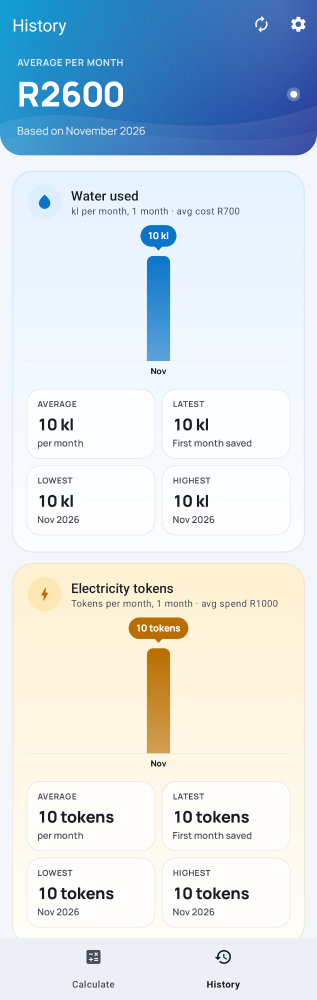 History
AVERAGE PER MONTH
R2600
Based on November 2026
Water used
kl per month, 1 month · avg cost R700
10 kl
Nov
AVERAGE
10 kl
per month
LATEST
10 kl
First month saved
LOWEST
10 kl
Nov 2026
HIGHEST
10 kl
Nov 2026
Electricity tokens
Tokens per month, 1 month · avg spend R1000
10 tokens
Nov
AVERAGE
10 tokens
per month
LATEST
10 tokens
First month saved
LOWEST
10 tokens
Nov 2026
HIGHEST
10 tokens
Nov 2026
Calculate
History